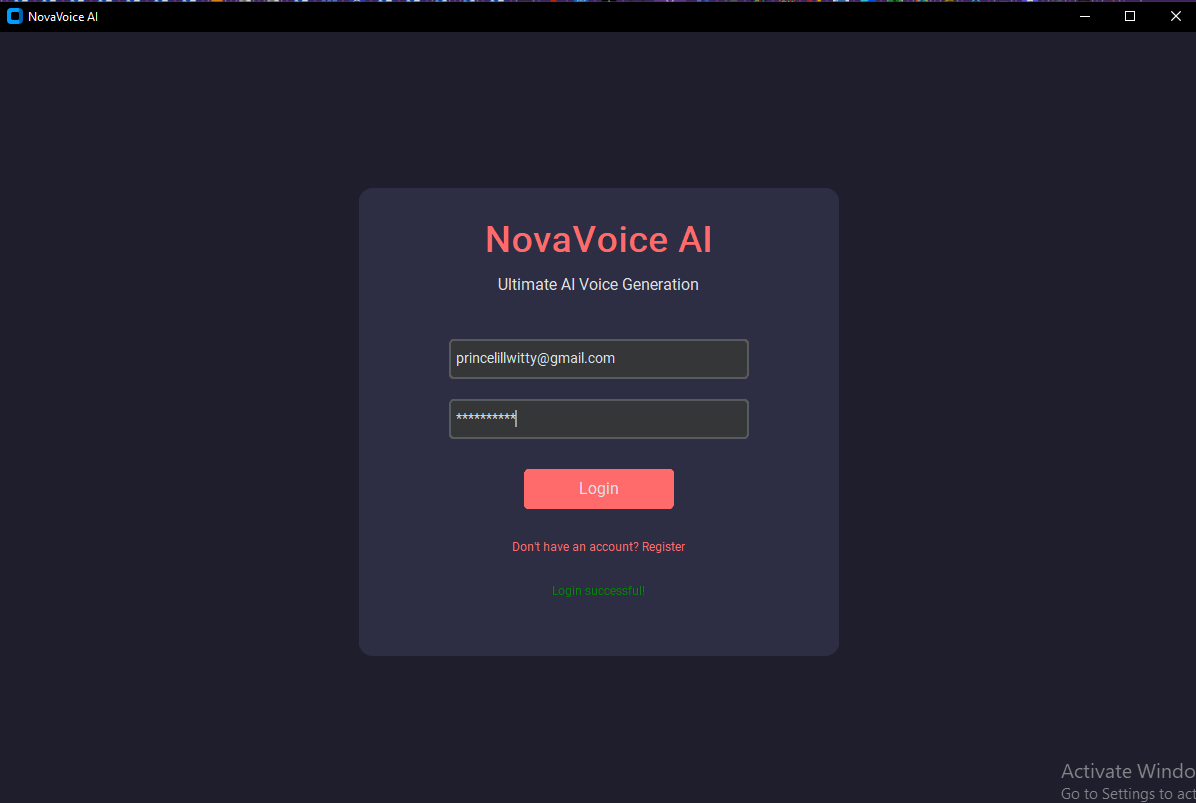 NovaVoice AI
NovaVoice AI
Ultimate AI Voice Generation
princelillwitty@gmail.com
**********
Login
Don't have an account? Register
Login successful!
Activate Windo
Go to Settings to act